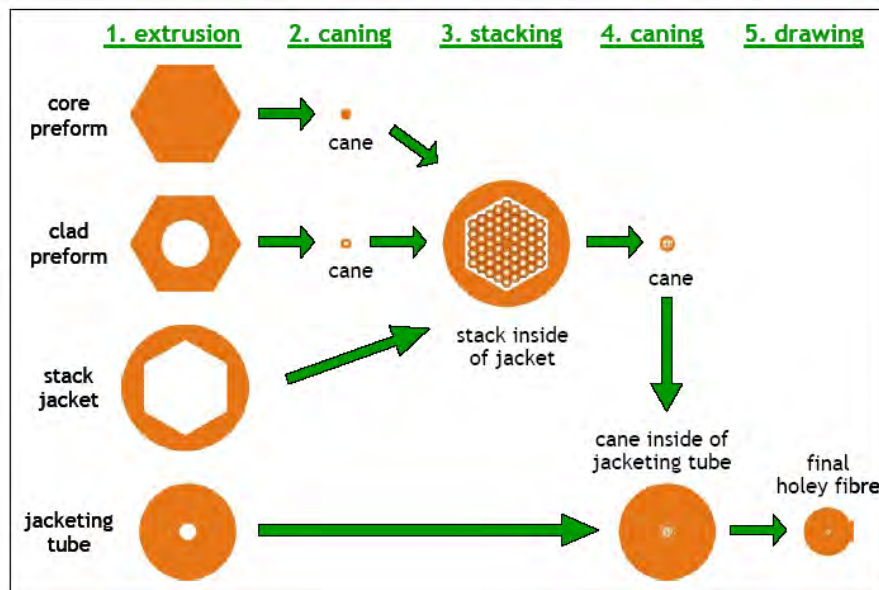 1. extrusion
2. caning
3. stacking
4. caning
5. drawing
core
preform
cane
clad
preform
cane
cane
stack inside
of jacket
stack
jacket
cane inside of
jacketing tube
final
holey fibre
jacketing
tube